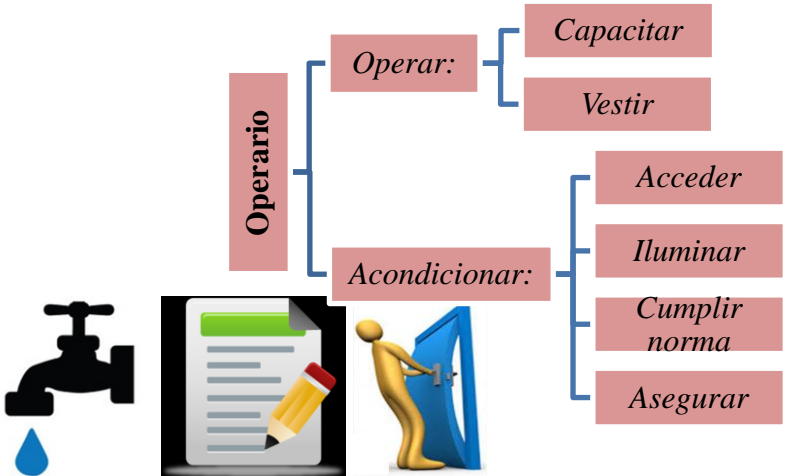 Operario
Operar:
Capacitar
Vestir
Acondicionar:
Acceder
Iluminar
Cumplir
norma
Asegurar